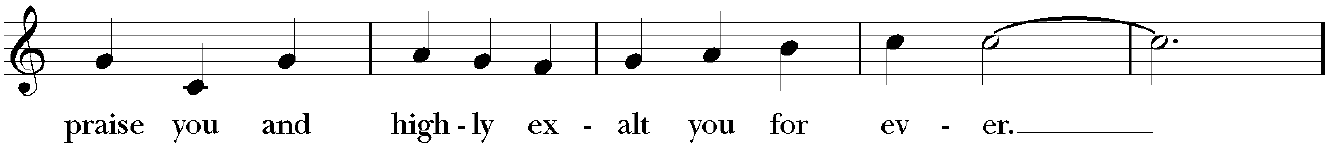 praise you and high - ly ex - alt you for ev - er.